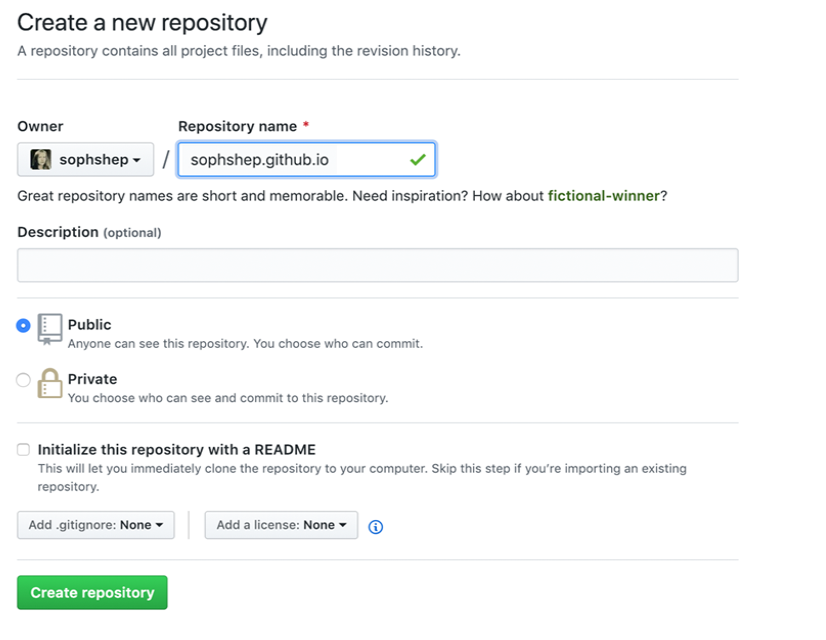 Create a new repository
A repository contains all project files, including the revision history.
Owner
Repository name *
sophshep
/
sophshep.github.io
Great repository names are short and memorable. Need inspiration? How about fictional-winner?
Description (optional)
Public
Anyone can see this repository. You choose who can commit.
Private
You choose who can see and commit to this repository.
Initialize this repository with a README
This will let you immediately clone the repository to your computer. Skip this step if you're importing an existing
repository.
Add .gitignore: None
Add a license: None
Create repository